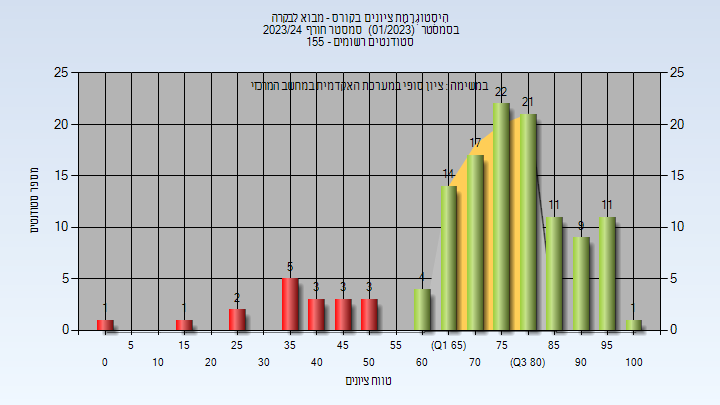 היסטוגרמת ציונים בקורס - מבוא לבקרה
בסמסטר (01/2023) סמסטר חורף 2023/24
סטודנטים רשומים - 155
במשימה : ציון סופי במערכת האקדמית במחשב המרכזי
מספר סטודנטים
25 25
20 20
15 15
10 10
5 5
0 0
1 1 2 5 3 3 3 4 14 17 22 21 11 9 11 1
5 15 25 35 45 55 (Q1 65) 75 85 95
0 10 20 30 40 50 60 70 (Q3 80) 90 100
טווח ציונים